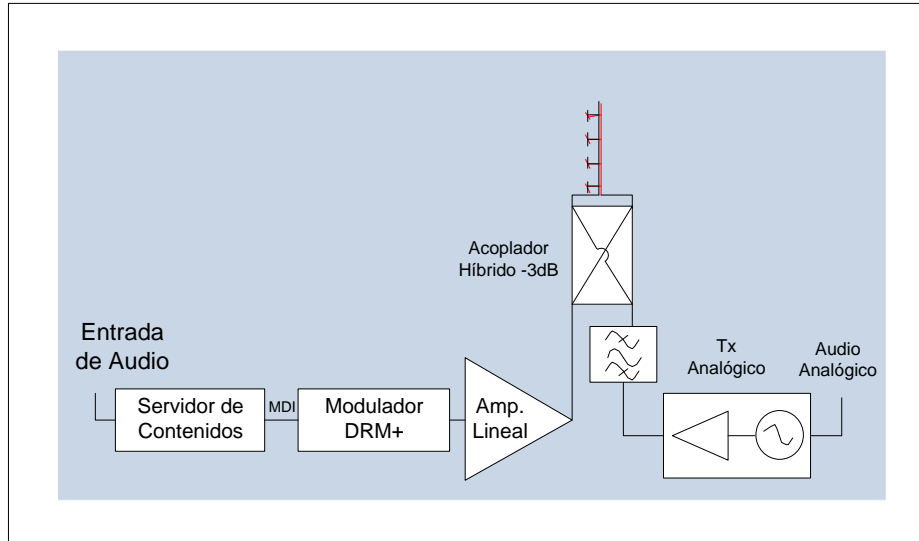 Acoplador
Híbrido -3dB
Entrada
de Audio
Servidor de
Contenidos
MDI
Modulador
DRM+
Amp.
Lineal
Tx
Analógico
Audio
Analógico